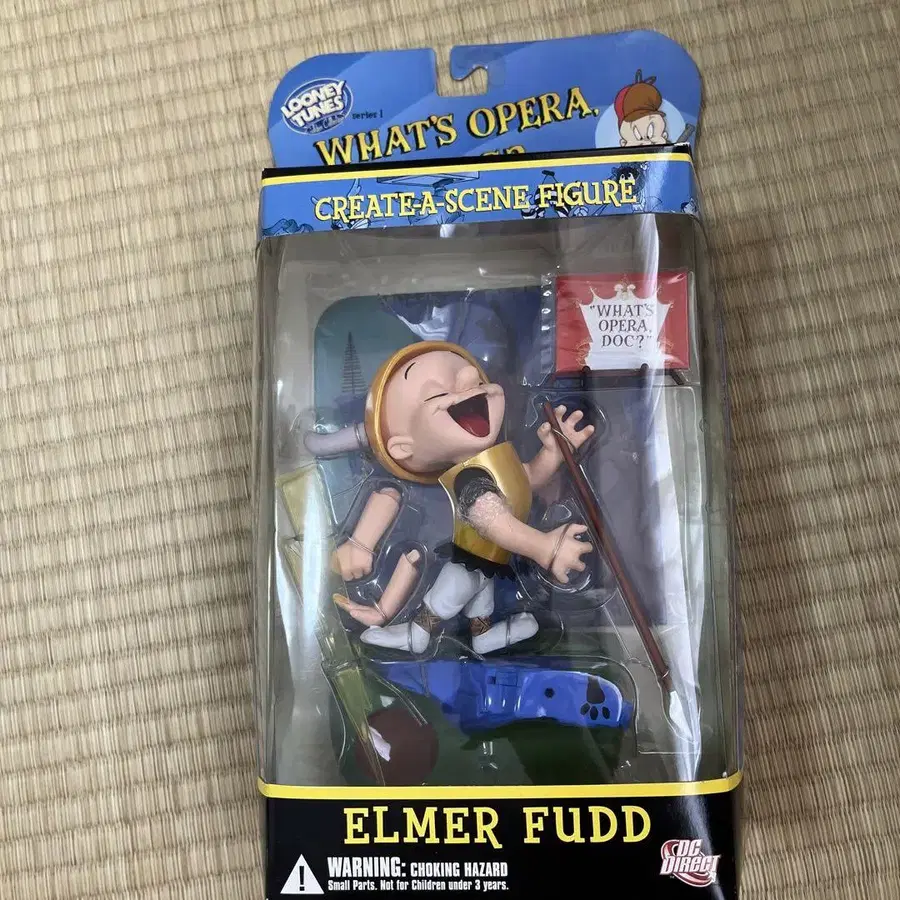 LOONEY
TUNES
series 1
WHAT'S OPERA,
CREATE-A-SCENE FIGURE
"WHAT'S
OPERA,
DOC?"
ELMER FUDD
WARNING: CHOKING HAZARD
Small Parts. Not for Children under 3 years.
DC
DIRECT